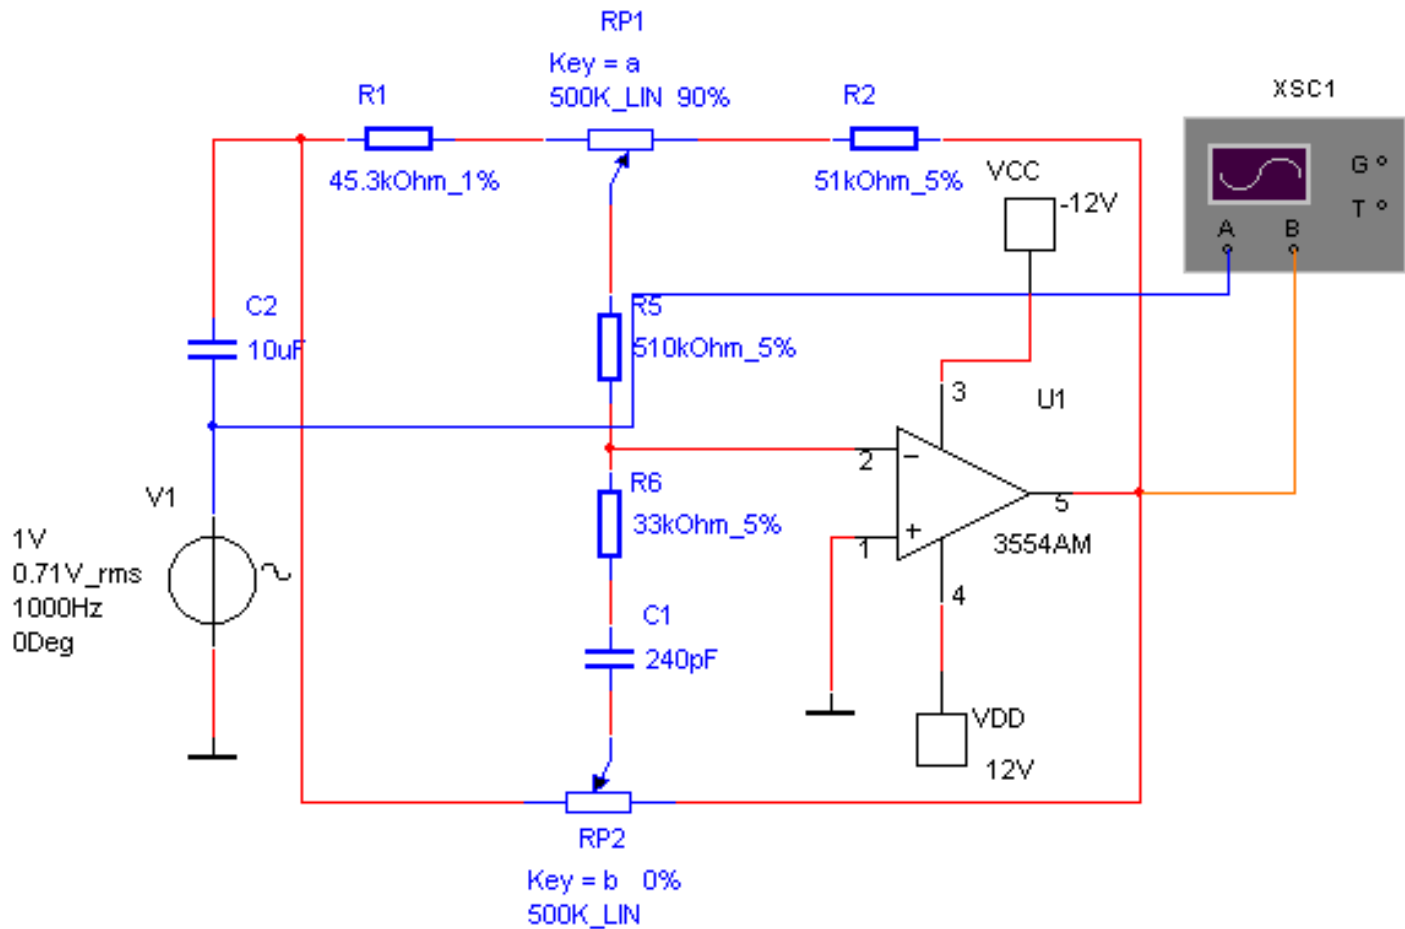 RP1
Key = a
500K_LIN 90%
R1
45.3kOhm_1%
R2
51kOhm_5%
XSC1
G
T
A
B
VCC
-12V
C2
10uF
R5
510kOhm_5%
3
U1
2
−
R6
33kOhm_5%
5
1
+
3554AM
V1
1V
0.71V_rms
1000Hz
0Deg
4
C1
240pF
VDD
12V
RP2
Key = b 0%
500K_LIN